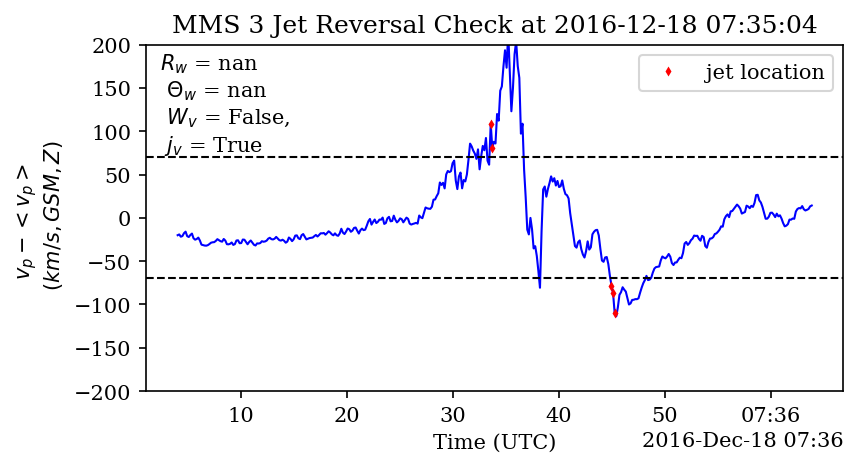 MMS 3 Jet Reversal Check at 2016-12-18 07:35:04
R_w = nan
Θ_w = nan
W_v = False,
j_v = True
jet location
v_p − < v_p >
(km/s, GSM, Z)
200
150
100
50
0
−50
−100
−150
−200
10 20 30 40 50 07:36
Time (UTC)
2016-Dec-18 07:36